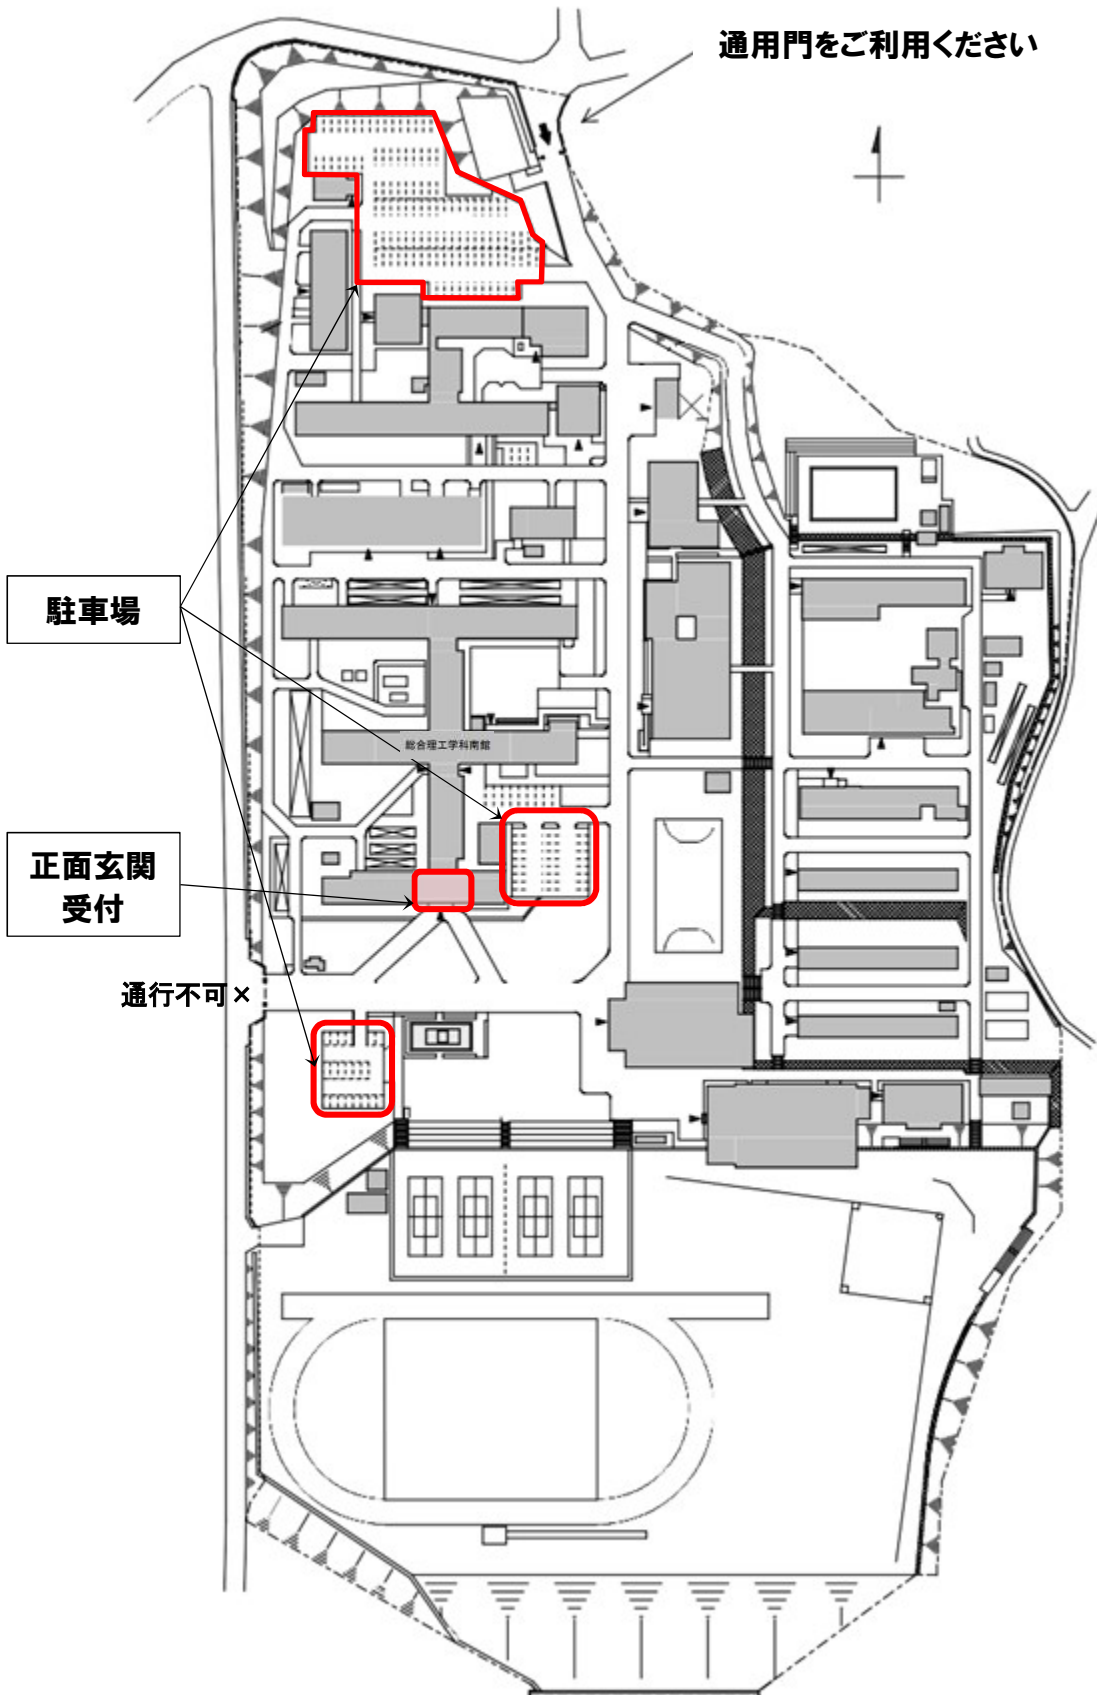 通用門をご利用ください
駐車場
総合理工学科南館
正面玄関
受付
通行不可×